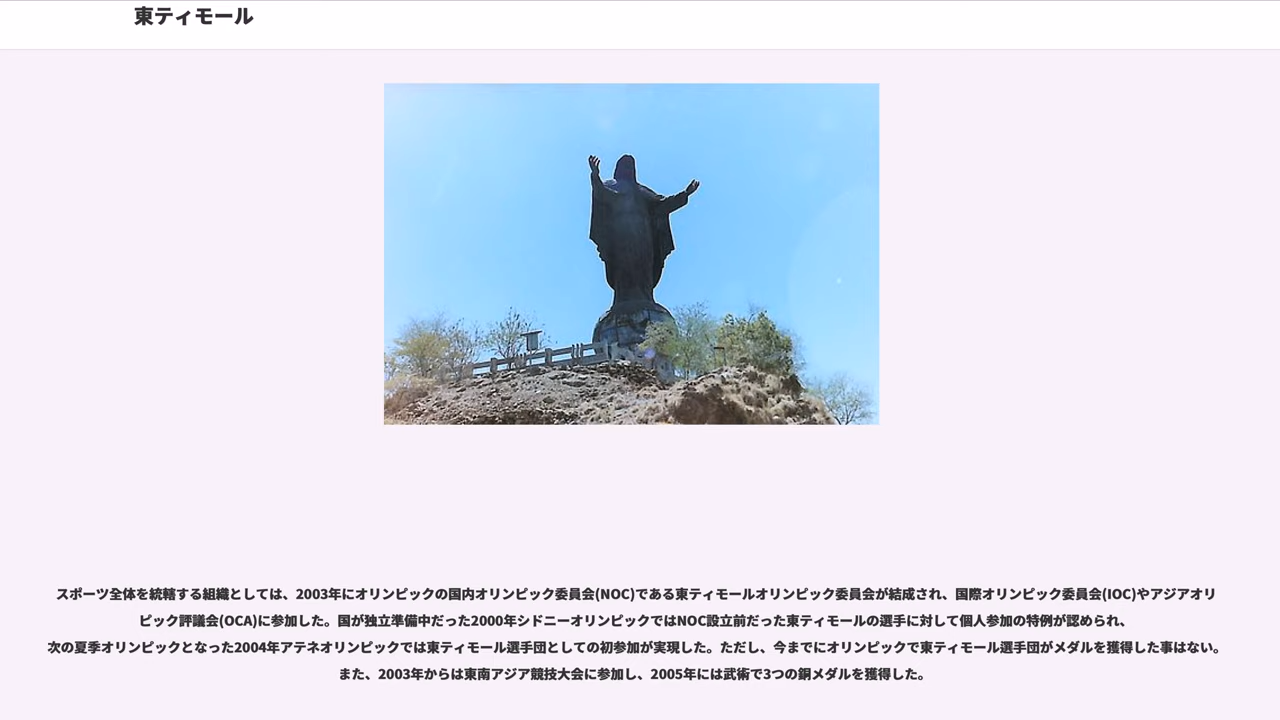 東ティモール
スポーツ全体を統轄する組織としては、2003年にオリンピックの国内オリンピック委員会(NOC)である東ティモールオリンピック委員会が結成され、国際オリンピック委員会(IOC)やアジアオリ
ピック評議会(OCA)に参加した。国が独立準備中だった2000年シドニーオリンピックではNOC設立前だった東ティモールの選手に対して個人参加の特例が認められ、
次の夏季オリンピックとなった2004年アテネオリンピックでは東ティモール選手団としての初参加が実現した。ただし、今までにオリンピックで東ティモール選手団がメダルを獲得した事はない。
また、2003年からは東南アジア競技大会に参加し、2005年には武術で3つの銅メダルを獲得した。